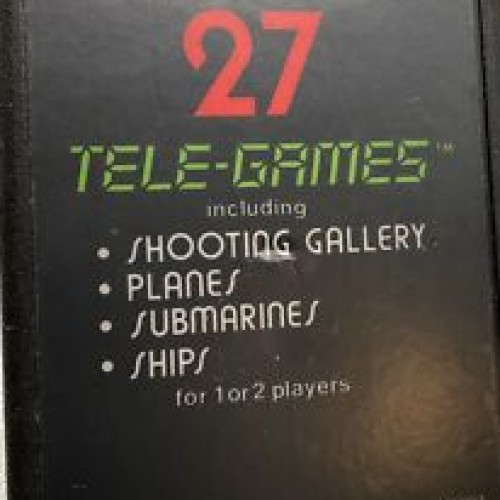 27
TELE-GAMES™
including
• SHOOTING GALLERY
• PLANES
• SUBMARINES
• SHIPS
for 1 or 2 players